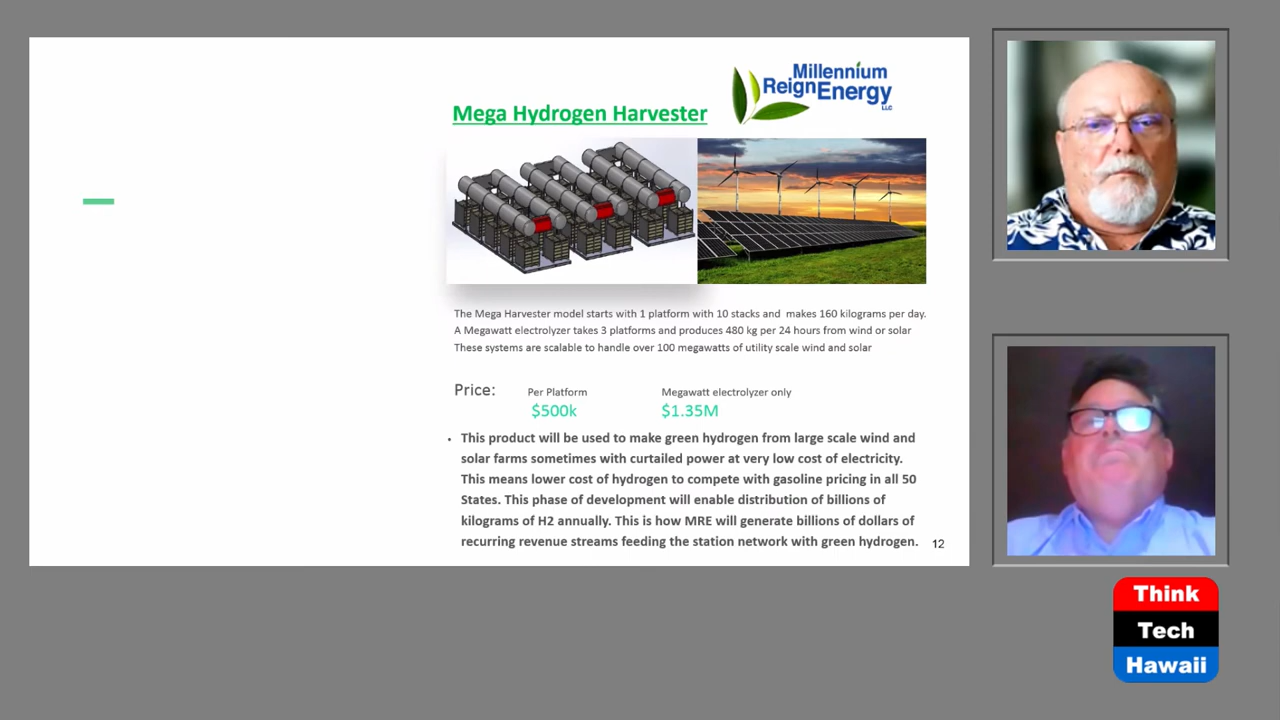 Millennium
ReignEnergy
LLC
Mega Hydrogen Harvester
The Mega Harvester model starts with 1 platform with 10 stacks and makes 160 kilograms per day.
A Megawatt electrolyzer takes 3 platforms and produces 480 kg per 24 hours from wind or solar
These systems are scalable to handle over 100 megawatts of utility scale wind and solar
Price: Per Platform Megawatt electrolyzer only
$500k $1.35M
• This product will be used to make green hydrogen from large scale wind and
solar farms sometimes with curtailed power at very low cost of electricity.
This means lower cost of hydrogen to compete with gasoline pricing in all 50
States. This phase of development will enable distribution of billions of
kilograms of H2 annually. This is how MRE will generate billions of dollars of
recurring revenue streams feeding the station network with green hydrogen.
12
Think
Tech
Hawaii